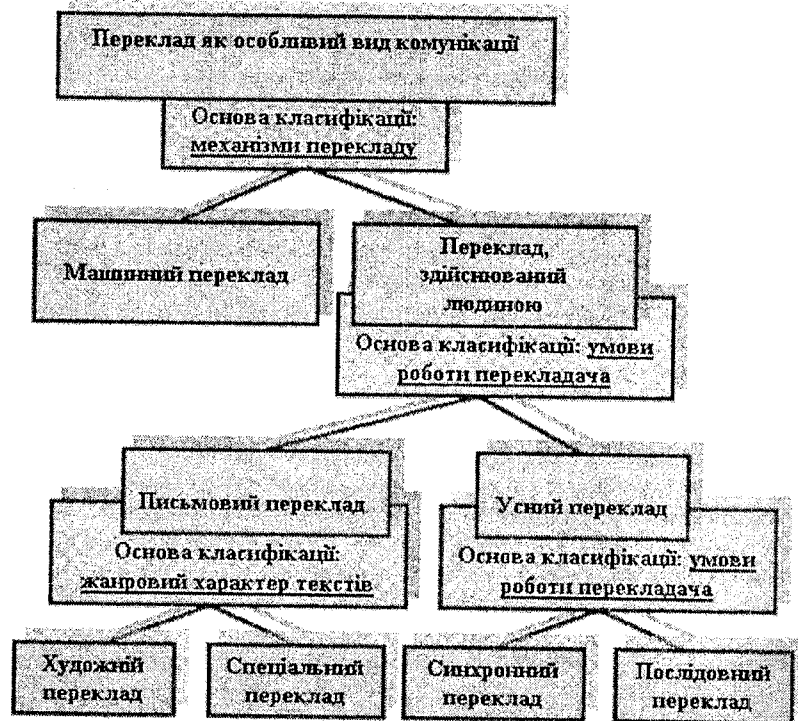 Переклад як особливий вид комунікації
Основа класифікації:
механізми перекладу
Машинний переклад
Переклад,
здійснюваний
людиною
Основа класифікації: умови
роботи перекладача
Письмовий переклад
Основа класифікації:
жанровий характер текстів
Усний переклад
Основа класифікації: умови
роботи перекладача
Художній
переклад
Спеціальний
переклад
Синхронний
переклад
Послідовний
переклад